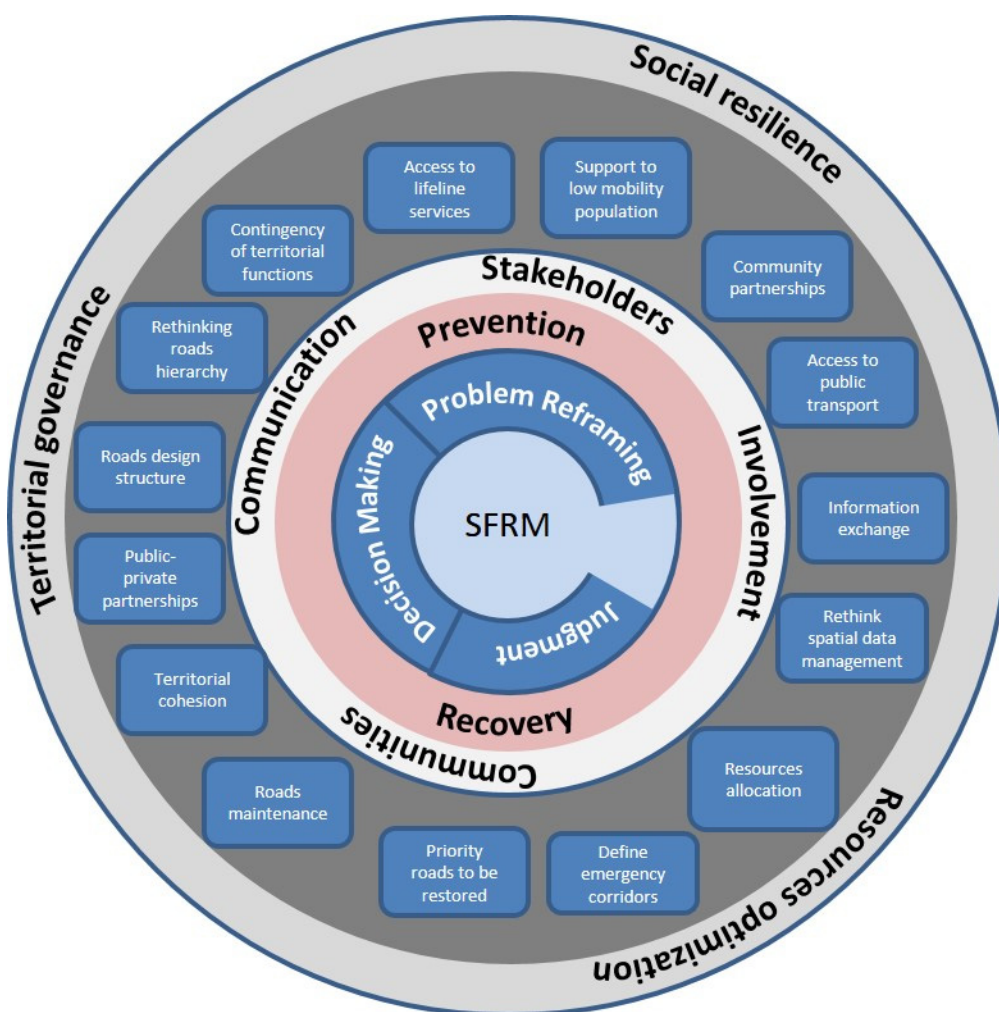 Social resilience
Territorial governance
Resources optimization
Access to
lifeline
services
Support to
low mobility
population
Community
partnerships
Access to
public
transport
Information
exchange
Rethink
spatial data
management
Resources
allocation
Define
emergency
corridors
Priority
roads to be
restored
Roads
maintenance
Territorial
cohesion
Public-
private
partnerships
Roads design
structure
Rethinking
roads
hierarchy
Contingency
of territorial
functions
Stakeholders
Involvement
Communities
Communication
Prevention
Recovery
Problem Reframing
Judgment
Decision Making
SFRM